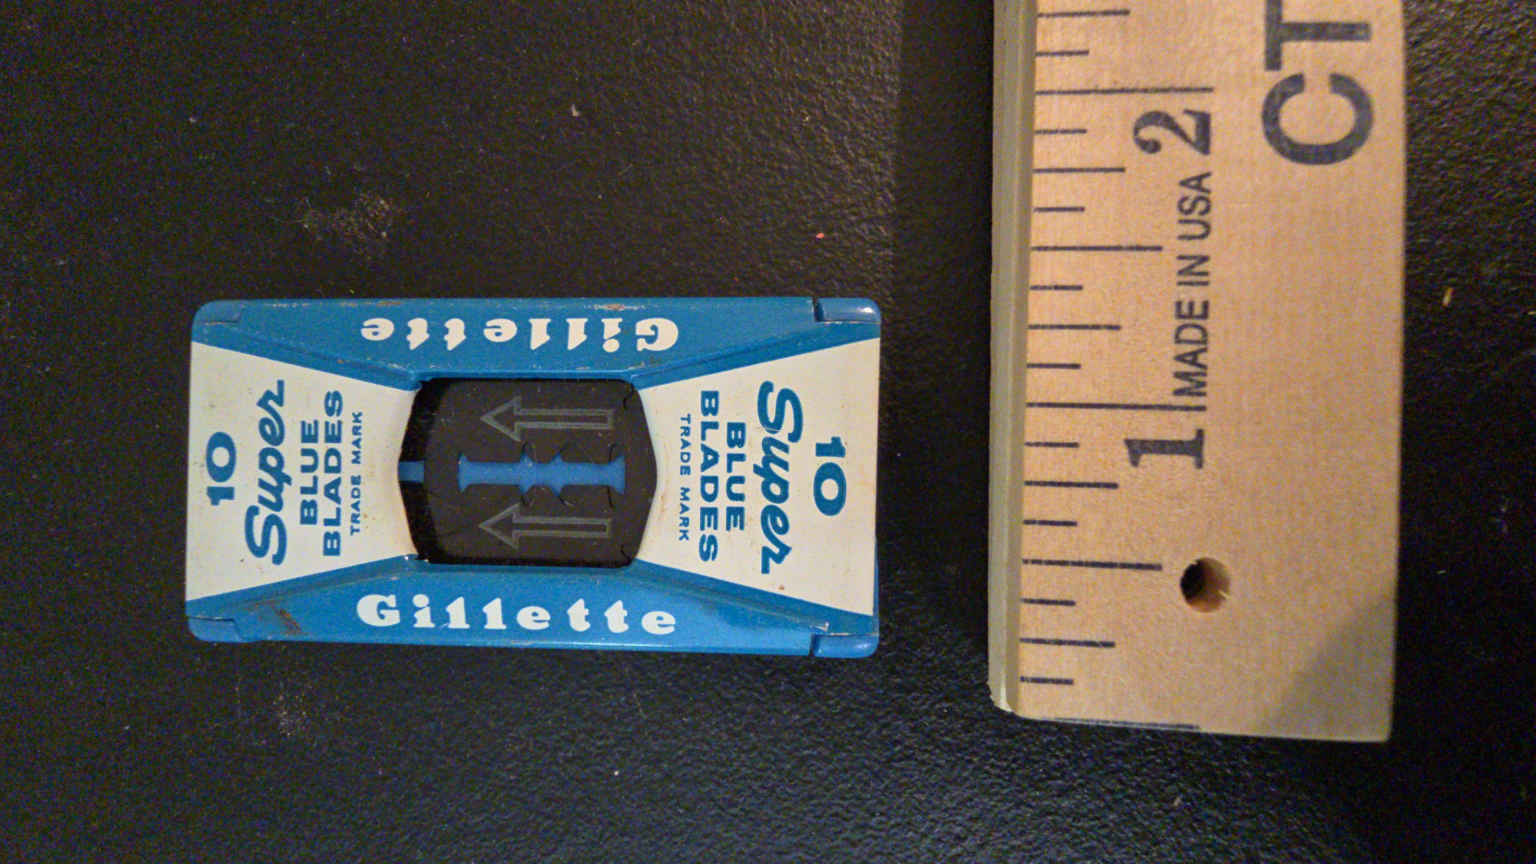 Gillette
10
Super
BLUE
BLADES
TRADE MARK
10
Super
BLUE
BLADES
TRADE MARK
Gillette
1
MADE IN USA
2
CT